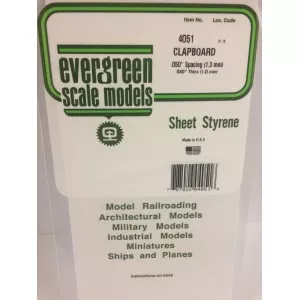 Item No. Loc. Code
4051
CLAPBOARD
.050" Spacing (1.3 mm)
.040" Thick (1.0 mm)
evergreen
scale models
Sheet Styrene
Made in U.S.A.
Model Railroading
Architectural Models
Military Models
Industrial Models
Miniatures
Ships and Planes
Instructions on Back